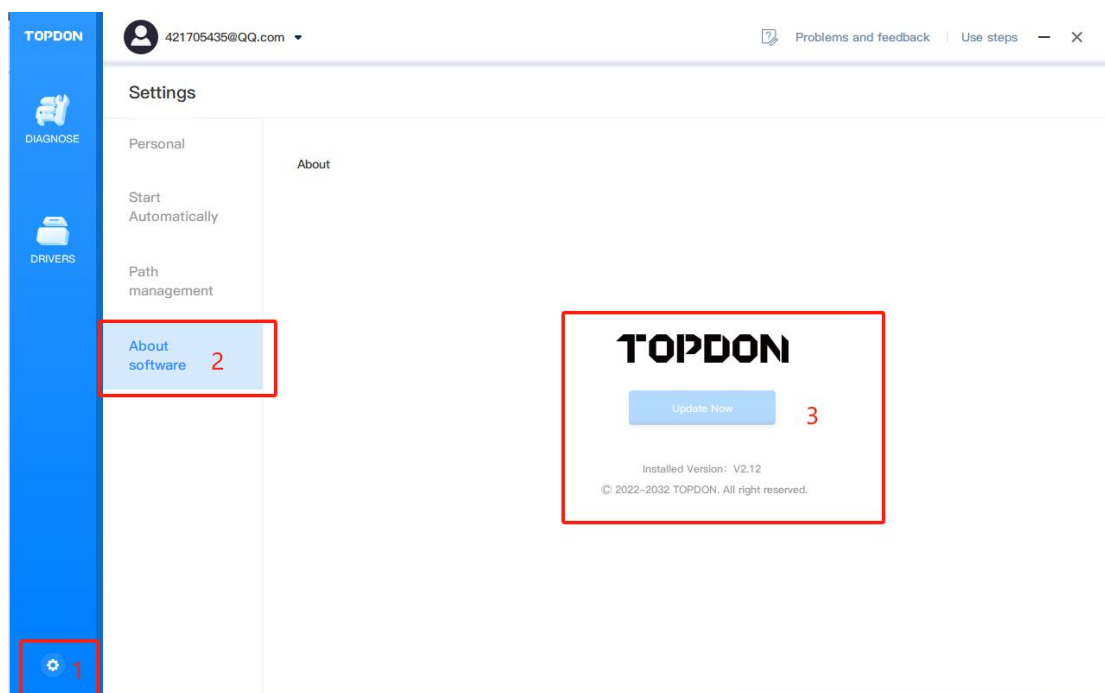 TOPDON
421705435@QQ.com
Problems and feedback
Use steps
Settings
DIAGNOSE
DRIVERS
Personal
Start
Automatically
Path
management
About
software
2
About
TOPDON
Update Now
3
Installed Version: V2.12
© 2022-2032 TOPDON. All right reserved.
1